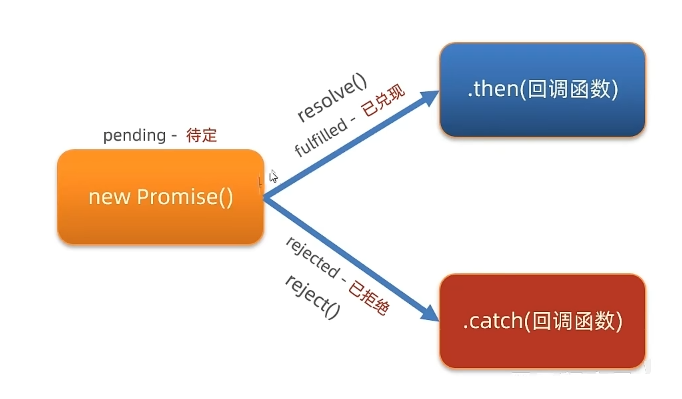 pending - 待定
new Promise()
resolve()
fulfilled - 已兑现
.then(回调函数)
rejected - 已拒绝
reject()
.catch(回调函数)